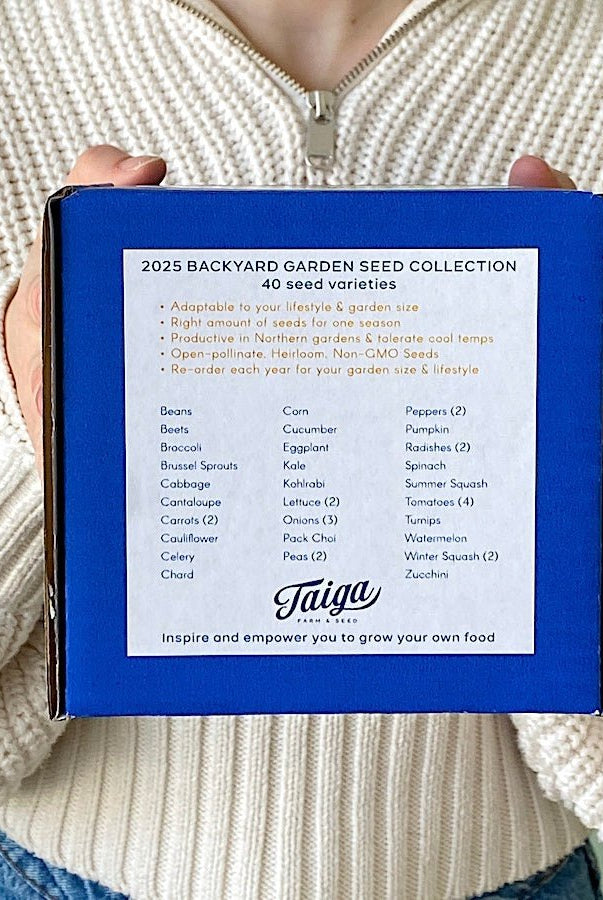 2025 BACKYARD GARDEN SEED COLLECTION
40 seed varieties
• Adaptable to your lifestyle & garden size
• Right amount of seeds for one season
• Productive in Northern gardens & tolerate cool temps
• Open-pollinate, Heirloom, Non-GMO Seeds
• Re-order each year for your garden size & lifestyle
Beans
Beets
Broccoli
Brussel Sprouts
Cabbage
Cantaloupe
Carrots (2)
Cauliflower
Celery
Chard
Corn
Cucumber
Eggplant
Kale
Kohlrabi
Lettuce (2)
Onions (3)
Pack Choi
Peas (2)
Peppers (2)
Pumpkin
Radishes (2)
Spinach
Summer Squash
Tomatoes (4)
Turnips
Watermelon
Winter Squash (2)
Zucchini
Taiga
FARM & SEED
Inspire and empower you to grow your own food